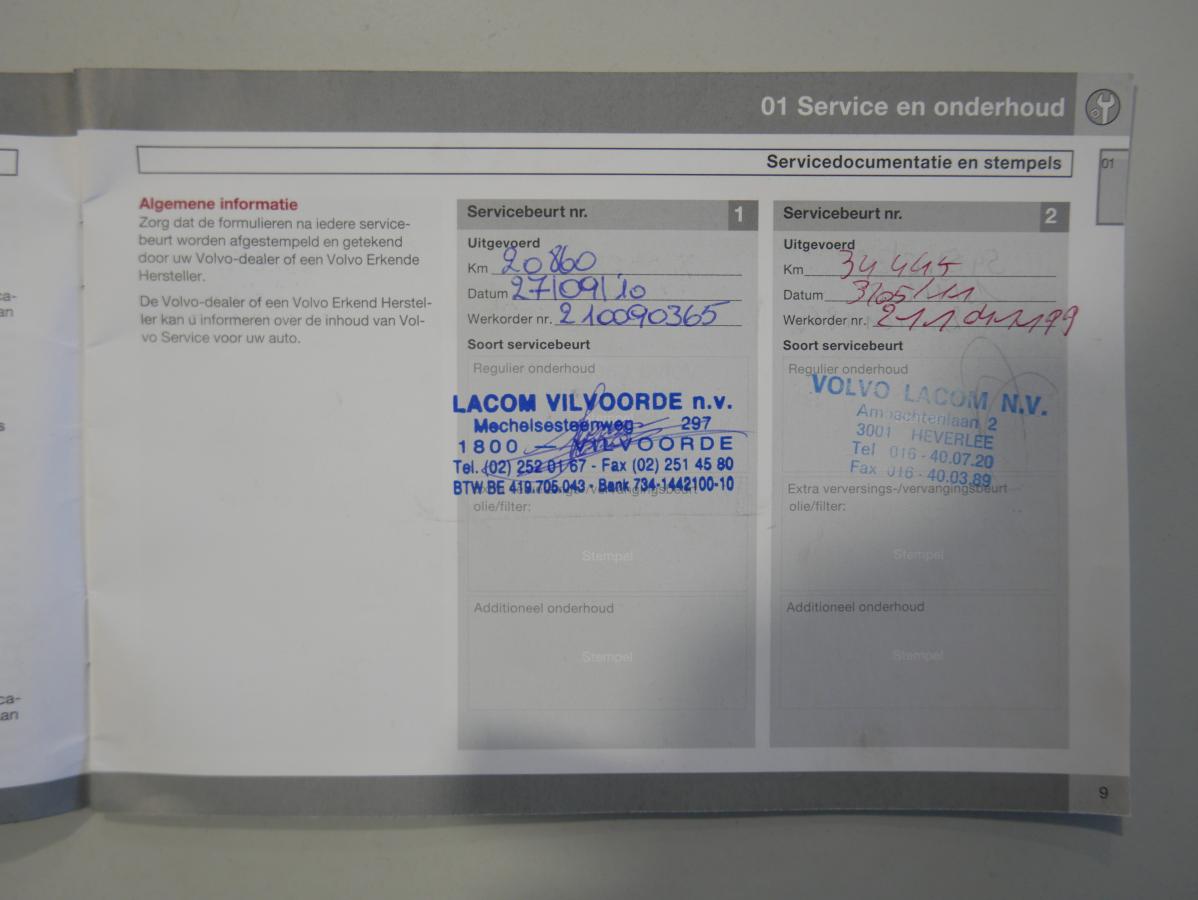 01 Service en onderhoud
Servicedocumentatie en stempels
01
Algemene informatie
Zorg dat de formulieren na iedere service-
beurt worden afgestempeld en getekend
door uw Volvo-dealer of een Volvo Erkende
Hersteller.
De Volvo-dealer of een Volvo Erkend Herstel-
ler kan u informeren over de inhoud van Vol-
vo Service voor uw auto.
Servicebeurt nr. 1
Uitgevoerd
Km 20860
Datum 27/09/10
Werkorder nr. 210090365
Soort servicebeurt
Regulier onderhoud
LACOM VILVOORDE n.v.
Mechelsesteenweg 297
1800 — VILVOORDE
Tel. (02) 252 01 67 - Fax (02) 251 45 80
BTW BE 419.705.043 - Bank 734-1442100-10
olie/filter:
Stempel
Additioneel onderhoud
Stempel
Servicebeurt nr. 2
Uitgevoerd
Km
Datum
Werkorder nr.
Soort servicebeurt
Regulier onderhoud
VOLVO LACOM N.V.
Ambachtenlaan 2
3001 HEVERLEE
Tel 016 - 40.07.20
Fax 016 - 40.03.89
Extra verversings-/vervangingsbeurt
olie/filter:
Stempel
Additioneel onderhoud
Stempel
9
ca-
an
s
ca-
an